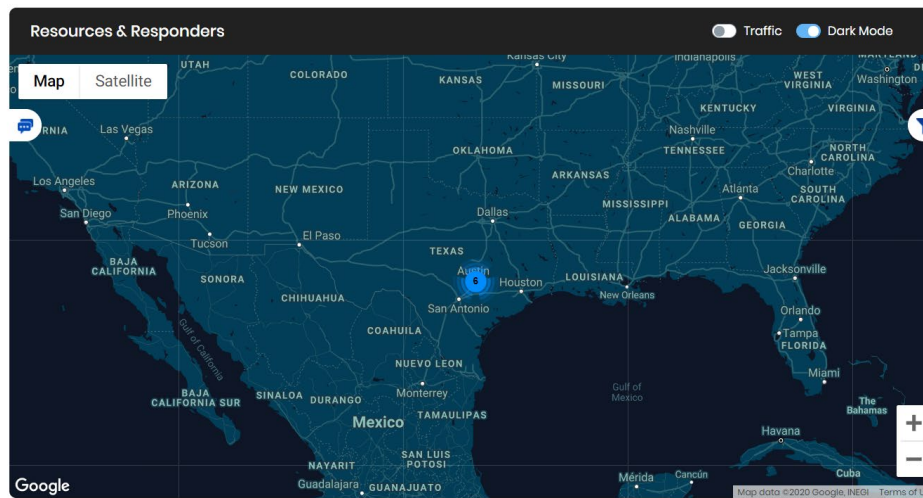 Resources & Responders
Traffic
Dark Mode
Map
Satellite
UTAH
COLORADO
KANSAS
Kansas City
MISSOURI
Indianapolis
WEST
VIRGINIA
Washington
KENTUCKY
VIRGINIA
RNIA
Las Vegas
Nashville
TENNESSEE
NORTH
CAROLINA
Charlotte
OKLAHOMA
ARKANSAS
Los Angeles
ARIZONA
NEW MEXICO
Atlanta
SOUTH
CAROLINA
MISSISSIPPI
San Diego
Phoenix
Dallas
ALABAMA
GEORGIA
Tucson
El Paso
TEXAS
BAJA
CALIFORNIA
SONORA
Austin
6
Houston
LOUISIANA
Jacksonville
CHIHUAHUA
San Antonio
New Orleans
Orlando
Gulf of California
COAHUILA
Tampa
FLORIDA
NUEVO LEON
Miami
BAJA
CALIFORNIA SUR
SINALOA
DURANGO
Monterrey
Gulf of
Mexico
The
Bahamas
Mexico
TAMAULIPAS
Havana
SAN LUIS
POTOSI
NAYARIT
Guadalajara
GUANAJUATO
Mérida
Cancún
Cuba
Google
Map data ©2020 Google, INEGI
Terms of